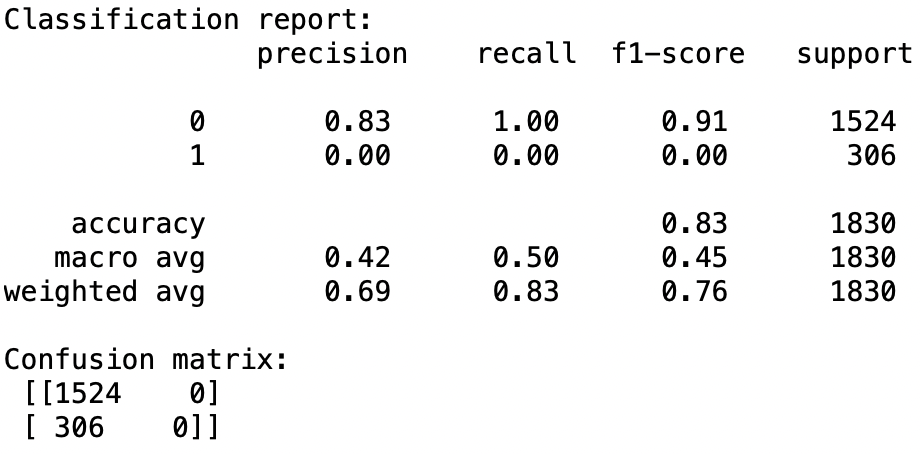 Classification report:
precision recall f1-score support
0 0.83 1.00 0.91 1524
1 0.00 0.00 0.00 306
accuracy 0.83 1830
macro avg 0.42 0.50 0.45 1830
weighted avg 0.69 0.83 0.76 1830
Confusion matrix:
[[1524 0]
[ 306 0]]